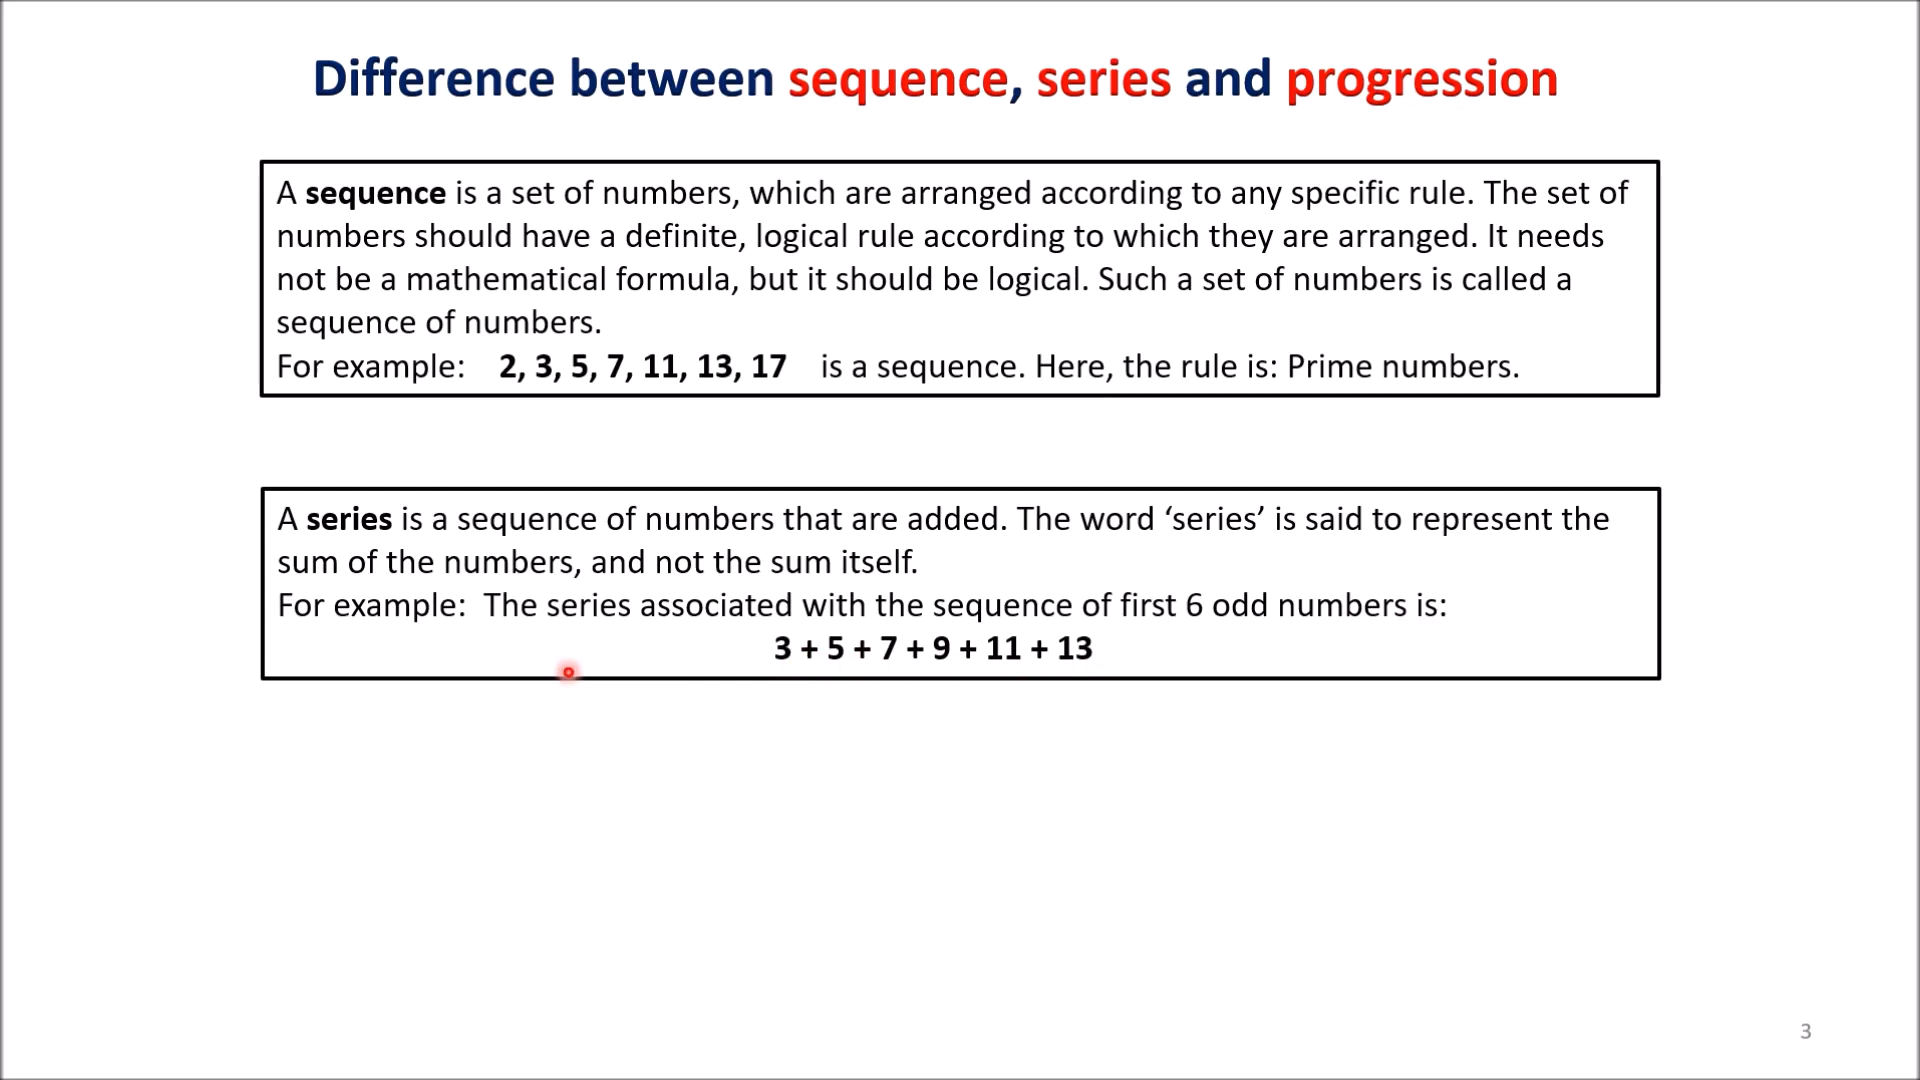 Difference between sequence, series and progression
A sequence is a set of numbers, which are arranged according to any specific rule. The set of
numbers should have a definite, logical rule according to which they are arranged. It needs
not be a mathematical formula, but it should be logical. Such a set of numbers is called a
sequence of numbers.
For example: 2, 3, 5, 7, 11, 13, 17 is a sequence. Here, the rule is: Prime numbers.
A series is a sequence of numbers that are added. The word ‘series’ is said to represent the
sum of the numbers, and not the sum itself.
For example: The series associated with the sequence of first 6 odd numbers is:
3 + 5 + 7 + 9 + 11 + 13
3